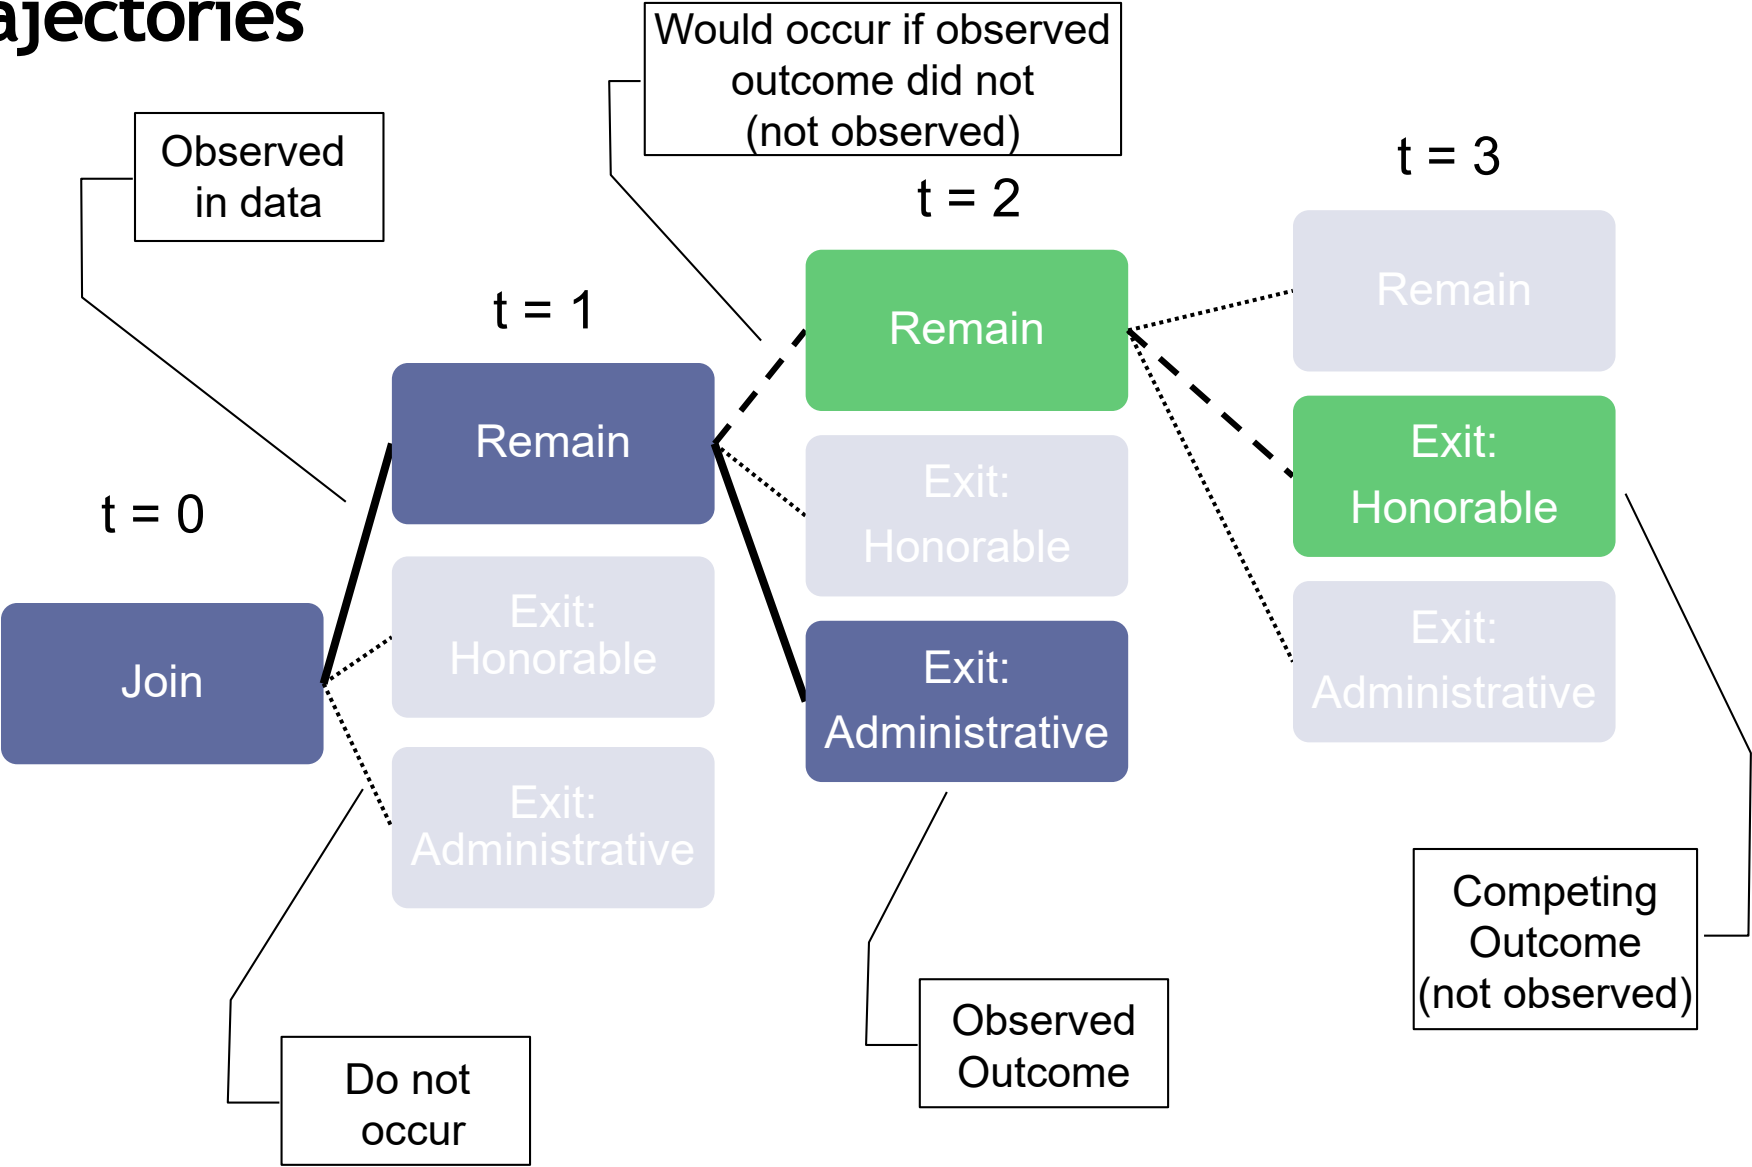 ajectories
Would occur if observed
outcome did not
(not observed)
Observed
in data
t = 3
t = 2
t = 1
t = 0
Join
Remain
Exit:
Honorable
Exit:
Administrative
Remain
Exit:
Honorable
Exit:
Administrative
Remain
Exit:
Honorable
Exit:
Administrative
Do not
occur
Observed
Outcome
Competing
Outcome
(not observed)